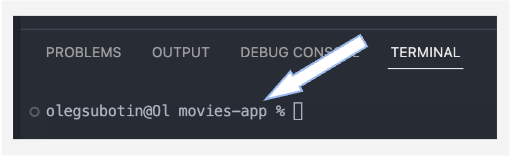 PROBLEMS OUTPUT DEBUG CONSOLE TERMINAL
olegsubotin@Ol movies-app %